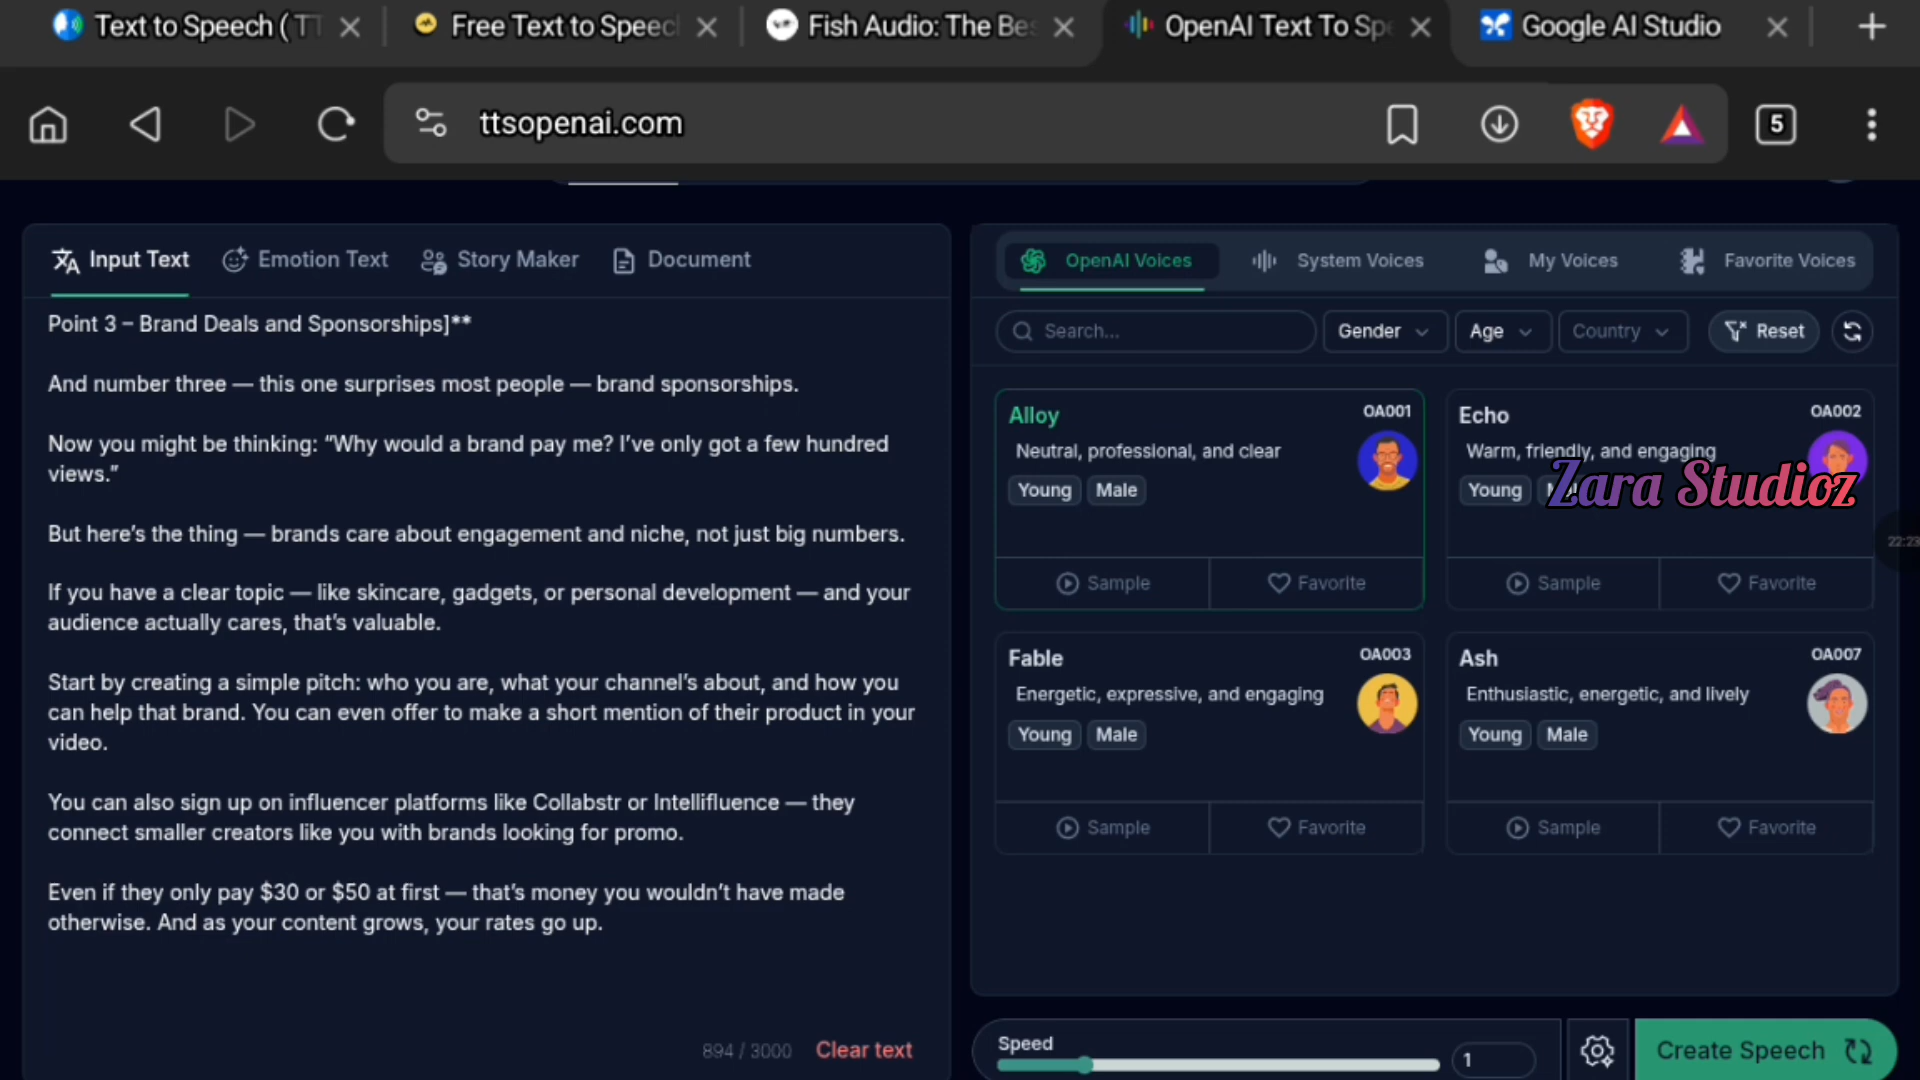 Text to Speech (TT
Free Text to Speech
Fish Audio: The Bes
OpenAI Text To Spe
Google AI Studio
ttsopenai.com
5
Input Text
Emotion Text
Story Maker
Document
Point 3 – Brand Deals and Sponsorships]**
And number three — this one surprises most people — brand sponsorships.
Now you might be thinking: “Why would a brand pay me? I’ve only got a few hundred
views.”
But here’s the thing — brands care about engagement and niche, not just big numbers.
If you have a clear topic — like skincare, gadgets, or personal development — and your
audience actually cares, that’s valuable.
Start by creating a simple pitch: who you are, what your channel’s about, and how you
can help that brand. You can even offer to make a short mention of their product in your
video.
You can also sign up on influencer platforms like Collabstr or Intellifluence — they
connect smaller creators like you with brands looking for promo.
Even if they only pay $30 or $50 at first — that’s money you wouldn’t have made
otherwise. And as your content grows, your rates go up.
894 / 3000
Clear text
OpenAI Voices
System Voices
My Voices
Favorite Voices
Search...
Gender
Age
Country
Reset
Alloy
OA001
Neutral, professional, and clear
Young
Male
Sample
Favorite
Echo
OA002
Warm, friendly, and engaging
Young
Zara Studioz
Sample
Favorite
22:23
Fable
OA003
Energetic, expressive, and engaging
Young
Male
Sample
Favorite
Ash
OA007
Enthusiastic, energetic, and lively
Young
Male
Sample
Favorite
Speed
1
Create Speech